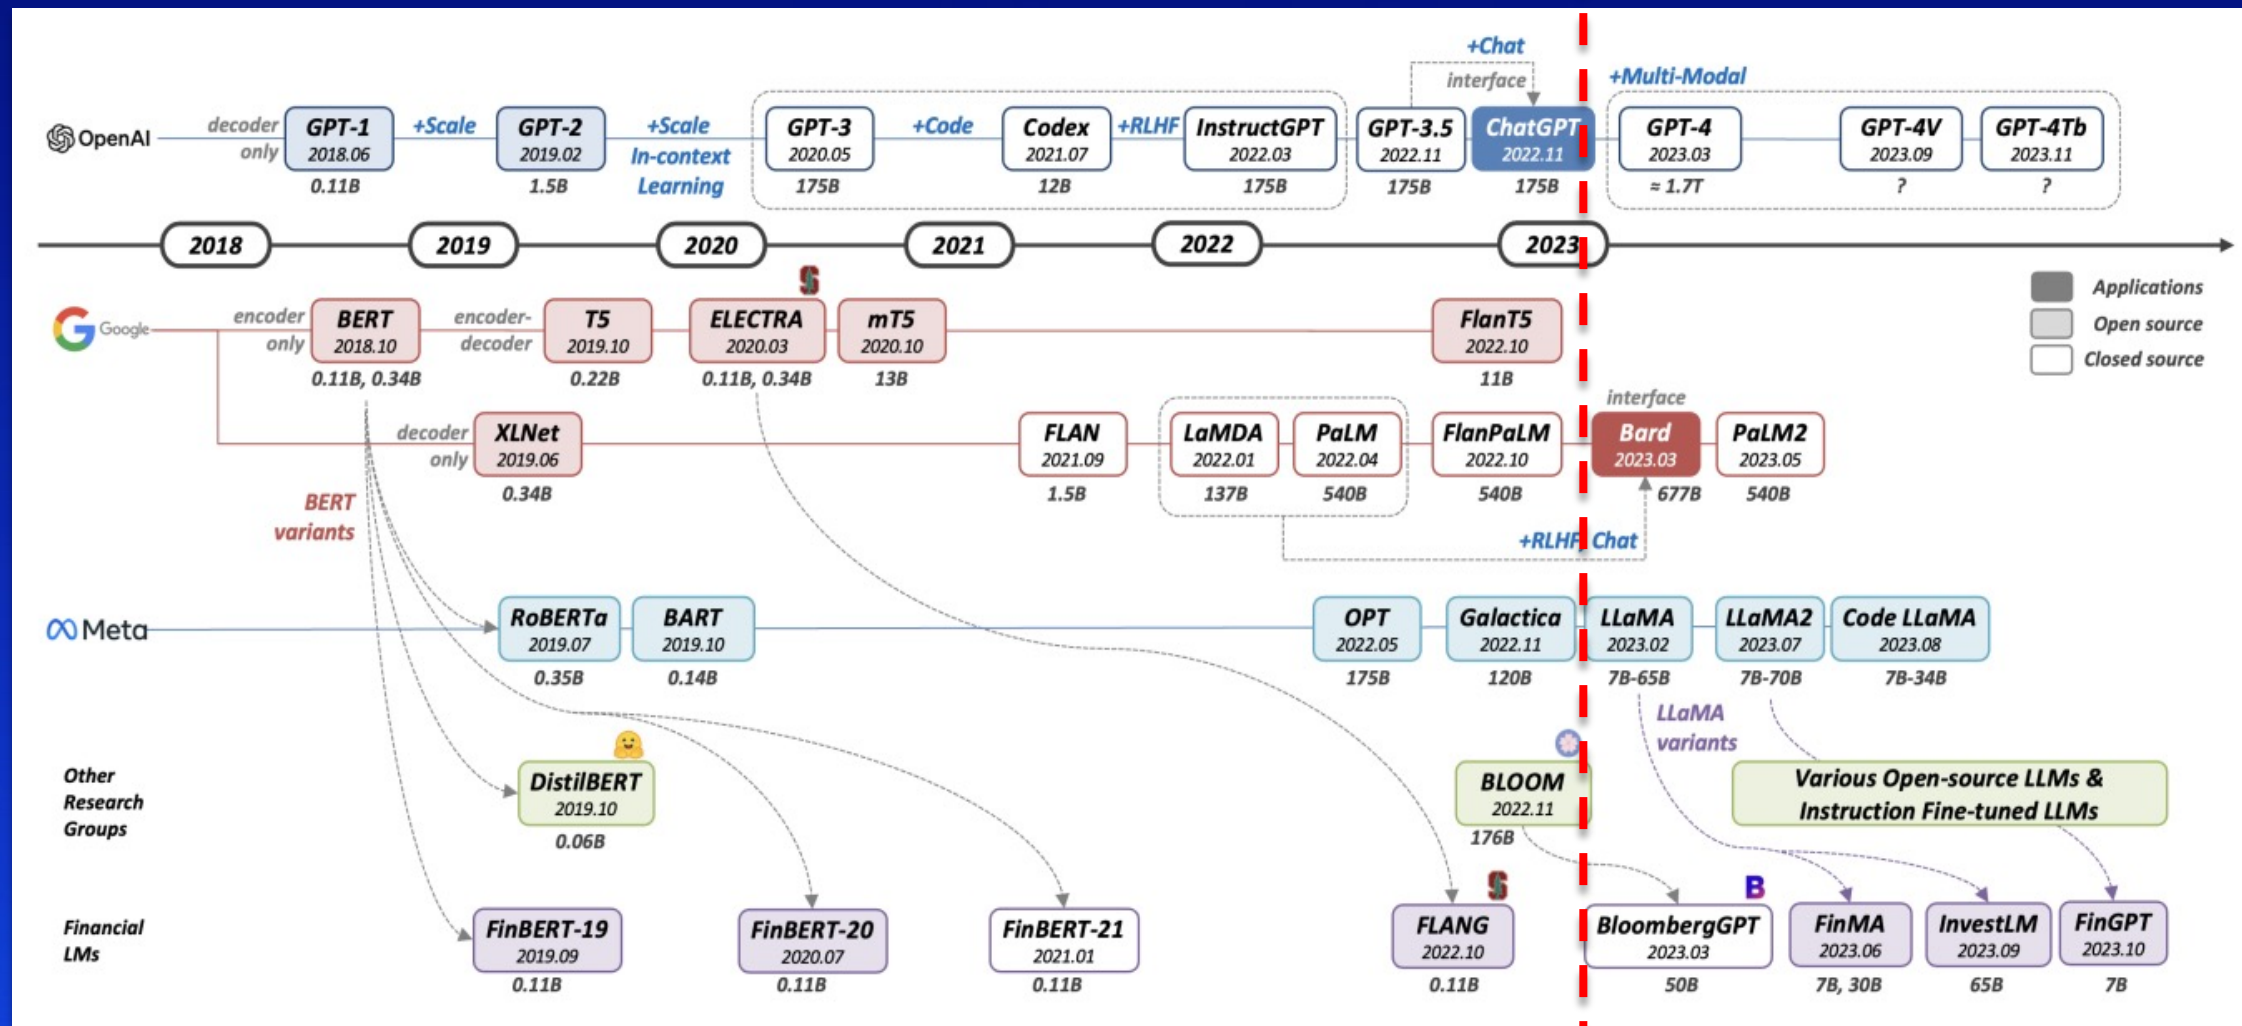 +Chat
interface
+Multi-Modal
OpenAI
decoder
only
GPT-1
2018.06
0.11B
+Scale
GPT-2
2019.02
1.5B
+Scale
In-context
Learning
GPT-3
2020.05
175B
+Code
Codex
2021.07
12B
+RLHF
InstructGPT
2022.03
175B
GPT-3.5
2022.11
175B
ChatGPT
2022.11
175B
GPT-4
2023.03
≈ 1.7T
GPT-4V
2023.09
?
GPT-4Tb
2023.11
?
2018
2019
2020
2021
2022
2023
Applications
Open source
Closed source
Google
encoder
only
BERT
2018.10
0.11B, 0.34B
encoder-
decoder
T5
2019.10
0.22B
S
ELECTRA
2020.03
0.11B, 0.34B
mT5
2020.10
13B
FlanT5
2022.10
11B
decoder
only
XLNet
2019.06
0.34B
FLAN
2021.09
1.5B
LaMDA
2022.01
137B
PaLM
2022.04
540B
FlanPaLM
2022.10
540B
interface
Bard
2023.03
677B
PaLM2
2023.05
540B
+RLHF, Chat
BERT
variants
Meta
RoBERTa
2019.07
0.35B
BART
2019.10
0.14B
OPT
2022.05
175B
Galactica
2022.11
120B
LLaMA
2023.02
7B-65B
LLaMA2
2023.07
7B-70B
Code LLaMA
2023.08
7B-34B
LLaMA
variants
Other
Research
Groups
DistilBERT
2019.10
0.06B
BLOOM
2022.11
176B
Various Open-source LLMs &
Instruction Fine-tuned LLMs
Financial
LMs
FinBERT-19
2019.09
0.11B
FinBERT-20
2020.07
0.11B
FinBERT-21
2021.01
0.11B
S
FLANG
2022.10
0.11B
B
BloombergGPT
2023.03
50B
FinMA
2023.06
7B, 30B
InvestLM
2023.09
65B
FinGPT
2023.10
7B